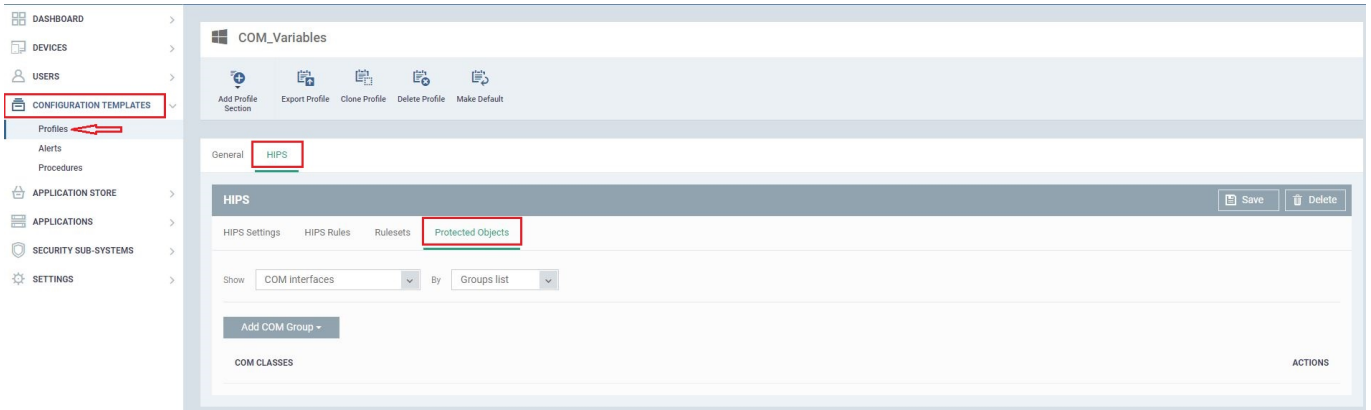 DASHBOARD
DEVICES
USERS
CONFIGURATION TEMPLATES
Profiles
Alerts
Procedures
APPLICATION STORE
APPLICATIONS
SECURITY SUB-SYSTEMS
SETTINGS
COM_Variables
Add Profile Section
Export Profile
Clone Profile
Delete Profile
Make Default
General HIPS
HIPS Save Delete
HIPS Settings HIPS Rules Rulesets Protected Objects
Show COM interfaces By Groups list
Add COM Group
COM CLASSES ACTIONS